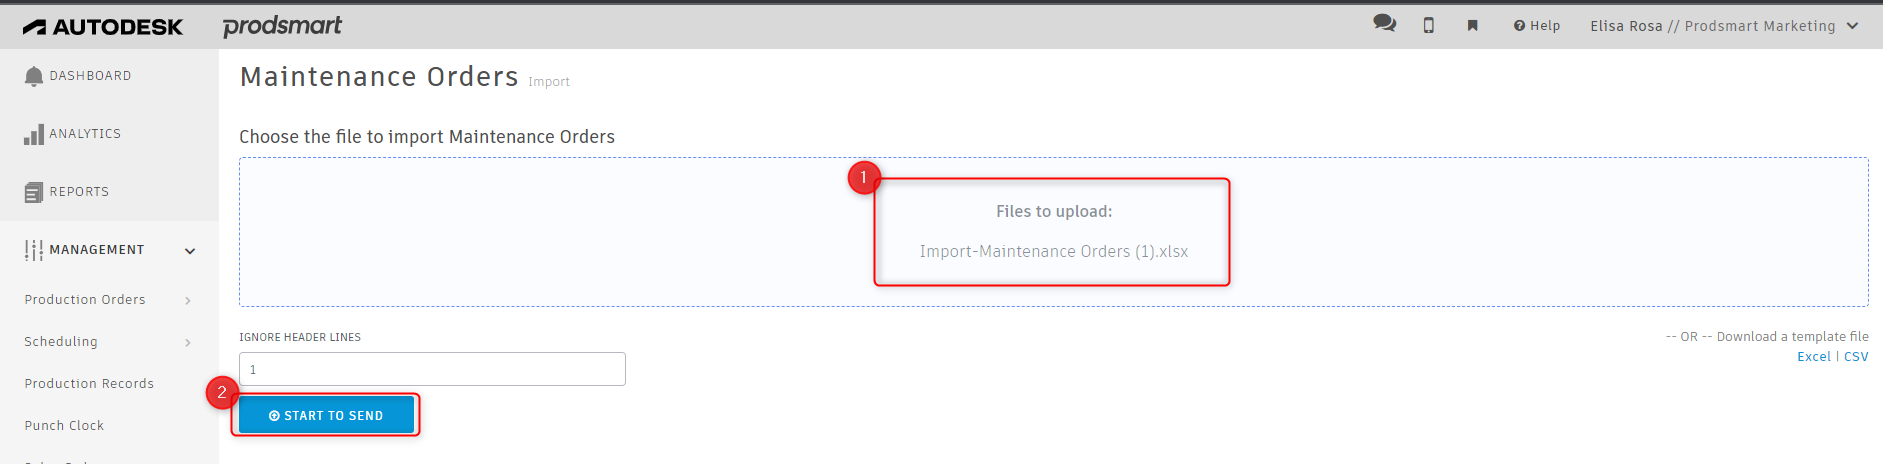 AUTODESK prodsmart Help Elisa Rosa // Prodsmart Marketing
DASHBOARD
ANALYTICS
REPORTS
MANAGEMENT
Production Orders
Scheduling
Production Records
Punch Clock
Maintenance Orders Import
Choose the file to import Maintenance Orders
1
Files to upload:
Import-Maintenance Orders (1).xlsx
IGNORE HEADER LINES
1
-- OR -- Download a template file
Excel | CSV
2
START TO SEND